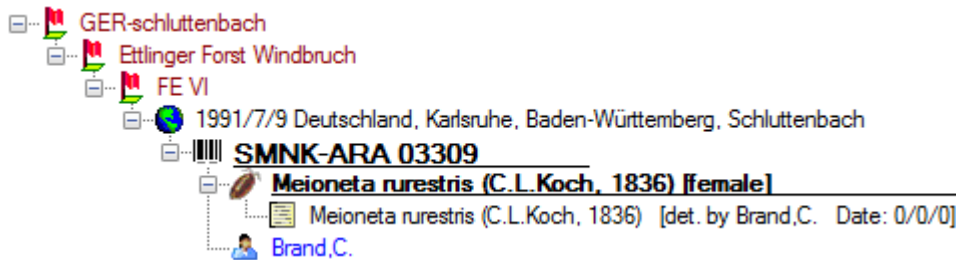 GER-schluttenbach
Ettlinger Forst Windbruch
FE VI
1991/7/9 Deutschland, Karlsruhe, Baden-Württemberg, Schluttenbach
SMNK-ARA 03309
Meioneta rurestris (C.L.Koch, 1836) [female]
Meioneta rurestris (C.L.Koch, 1836) [det. by Brand,C. Date: 0/0/0]
Brand,C.